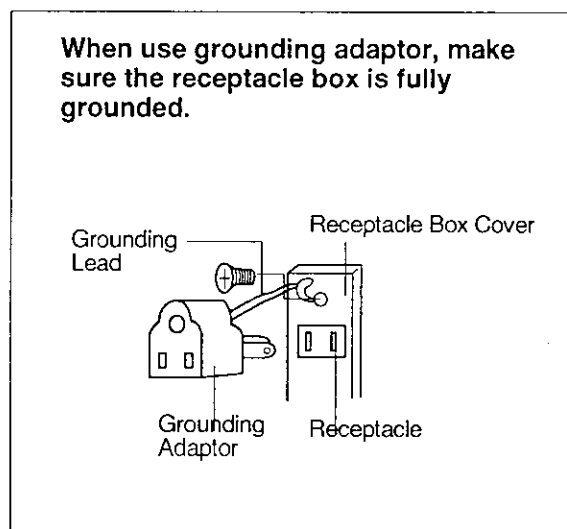 When use grounding adaptor, make
sure the receptacle box is fully
grounded.
Grounding
Lead
Receptacle Box Cover
Grounding
Adaptor
Receptacle